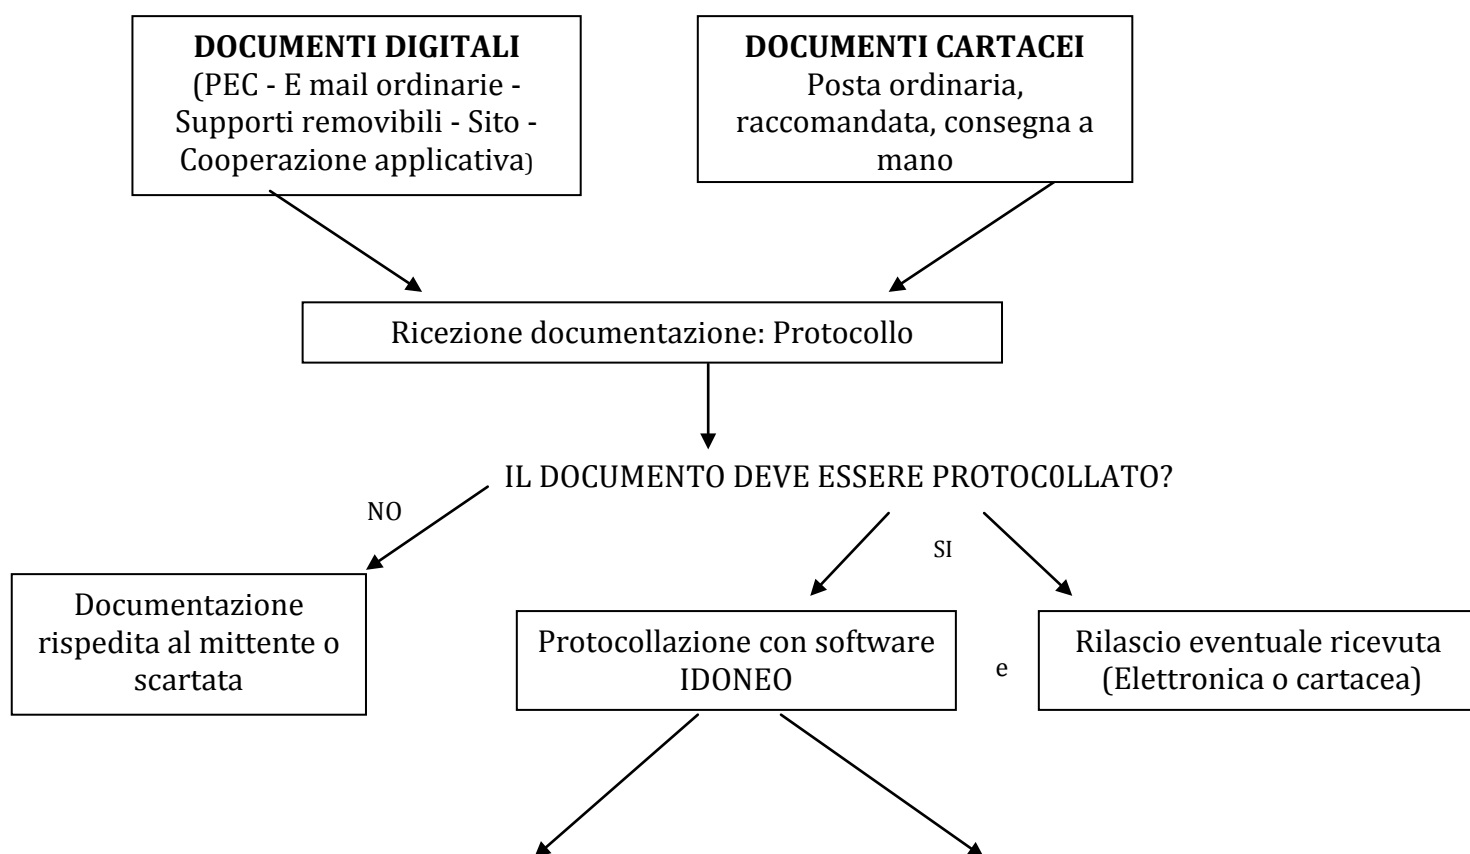 DOCUMENTI DIGITALI
(PEC - E mail ordinarie -
Supporti removibili - Sito -
Cooperazione applicativa)
DOCUMENTI CARTACEI
Posta ordinaria,
raccomandata, consegna a
mano
Ricezione documentazione: Protocollo
IL DOCUMENTO DEVE ESSERE PROTOC0LLATO?
NO
SI
Documentazione
rispedita al mittente o
scartata
Protocollazione con software
IDONEO
e
Rilascio eventuale ricevuta
(Elettronica o cartacea)